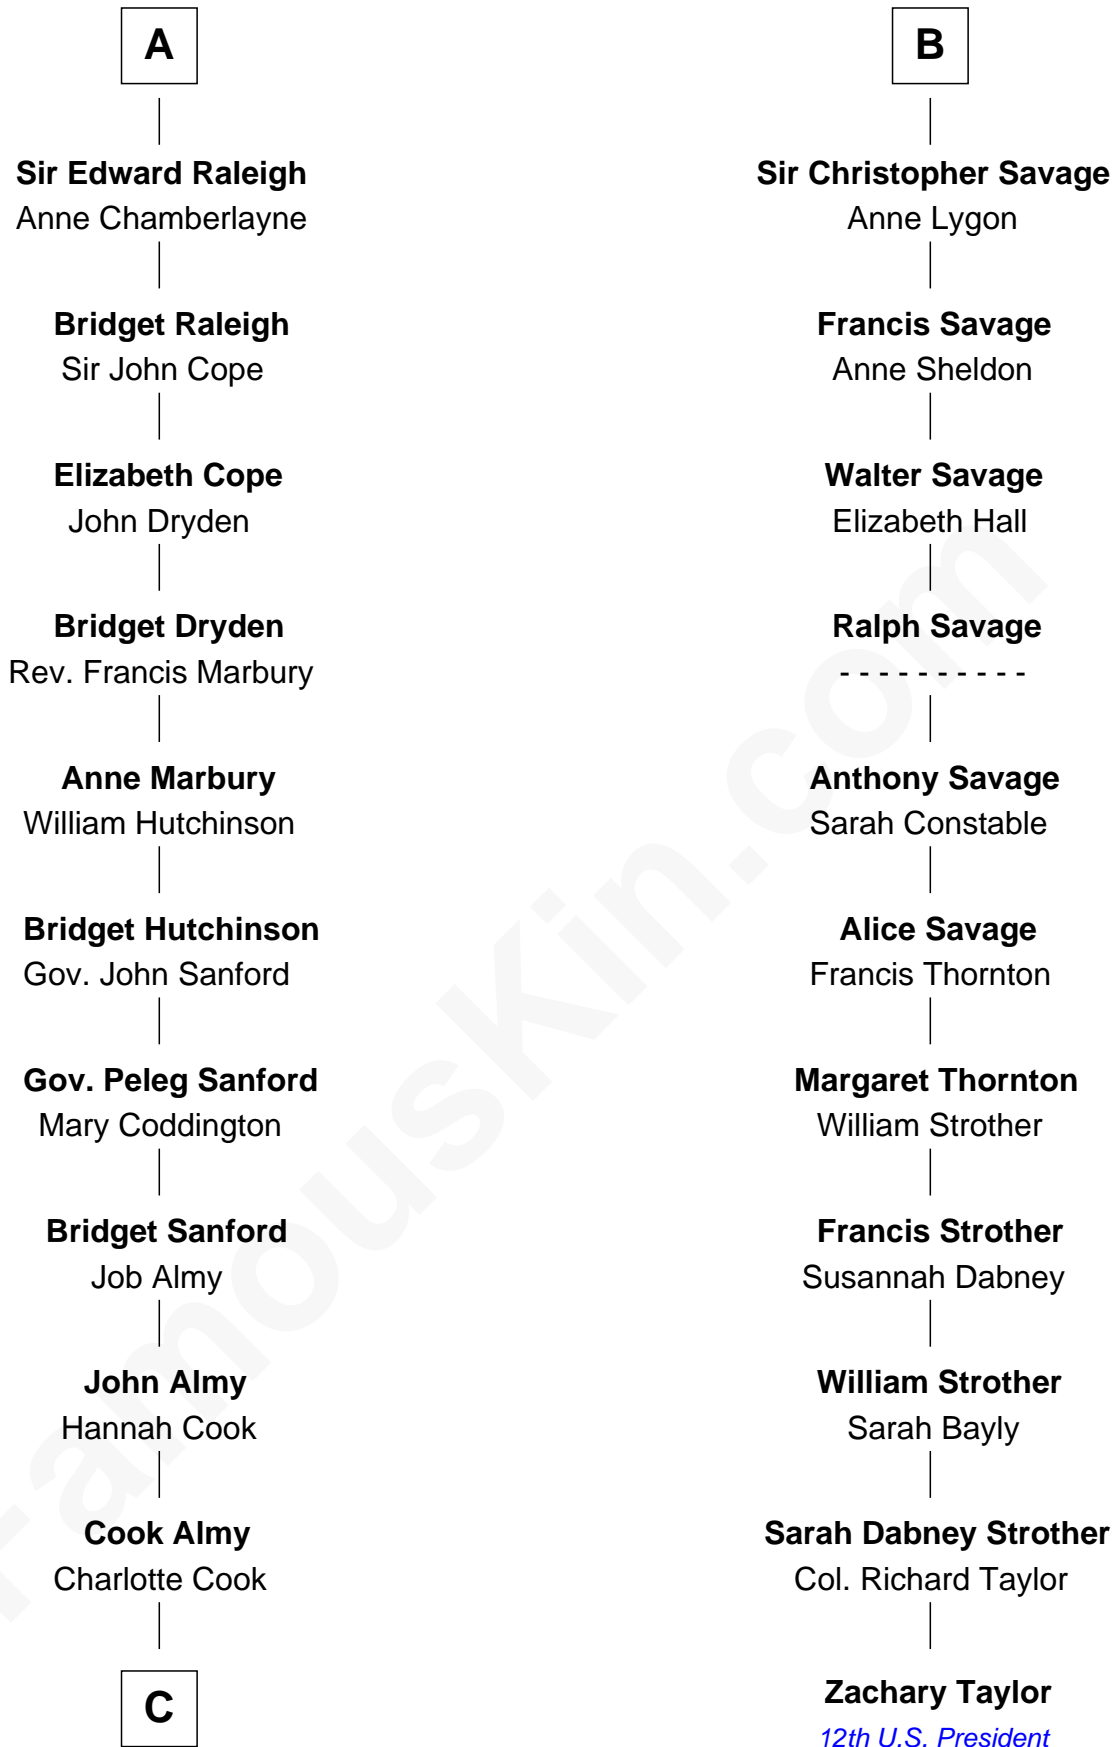 A
Sir Edward Raleigh
Anne Chamberlayne
Bridget Raleigh
Sir John Cope
Elizabeth Cope
John Dryden
Bridget Dryden
Rev. Francis Marbury
Anne Marbury
William Hutchinson
Bridget Hutchinson
Gov. John Sanford
Gov. Peleg Sanford
Mary Coddington
Bridget Sanford
Job Almy
John Almy
Hannah Cook
Cook Almy
Charlotte Cook
C
B
Sir Christopher Savage
Anne Lygon
Francis Savage
Anne Sheldon
Walter Savage
Elizabeth Hall
Ralph Savage
- - - - - - - - - -
Anthony Savage
Sarah Constable
Alice Savage
Francis Thornton
Margaret Thornton
William Strother
Francis Strother
Susannah Dabney
William Strother
Sarah Bayly
Sarah Dabney Strother
Col. Richard Taylor
Zachary Taylor
12th U.S. President
FamousKin.com